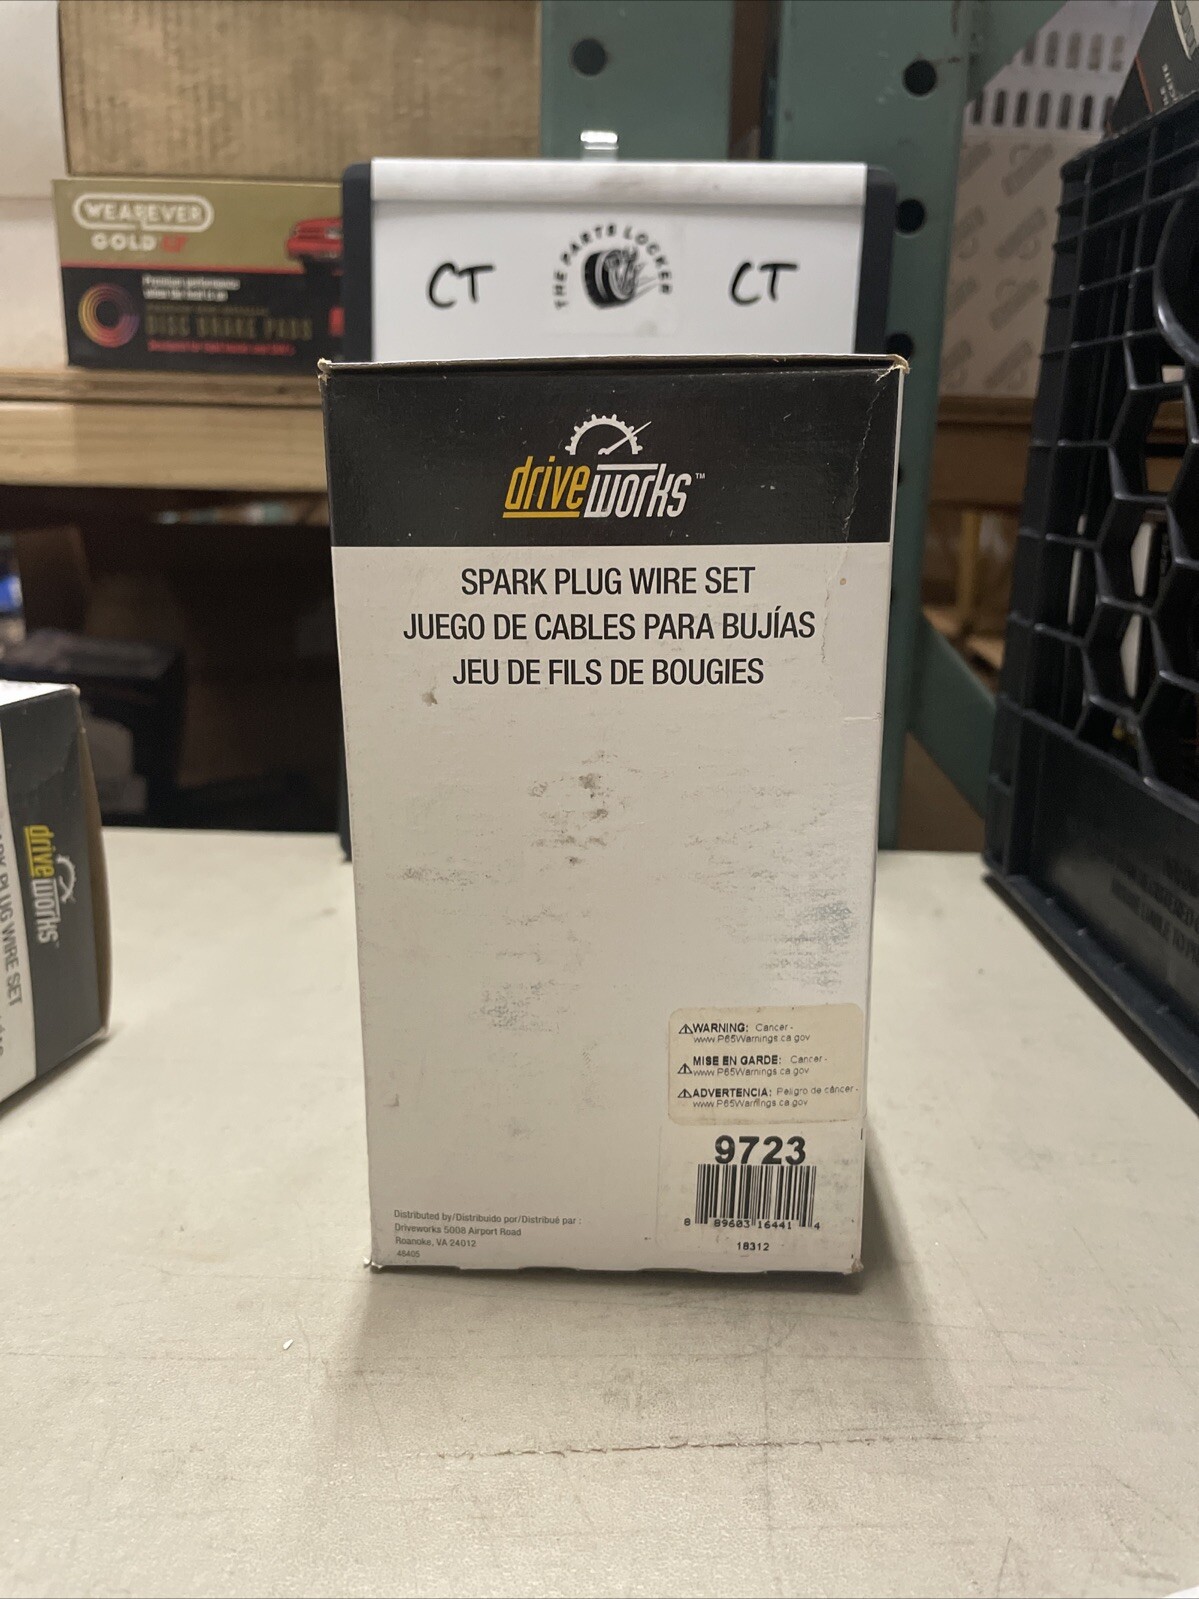 WEAREVER
GOLD
DISC BRAKE PADS
CT
THE PARTS LOCKER
CT
driveworks™
SPARK PLUG WIRE SET
JUEGO DE CABLES PARA BUJÍAS
JEU DE FILS DE BOUGIES
⚠WARNING: Cancer -
www.P65Warnings.ca.gov
⚠MISE EN GARDE: Cancer -
www.P65Warnings.ca.gov
⚠ADVERTENCIA: Peligro de cáncer -
www.P65Warnings.ca.gov
9723
8 89603 16441 4
18312
Distributed by/Distribuido por/Distribué par :
Driveworks 5008 Airport Road
Roanoke, VA 24012
46405
driveworks
PLUG WIRE SET